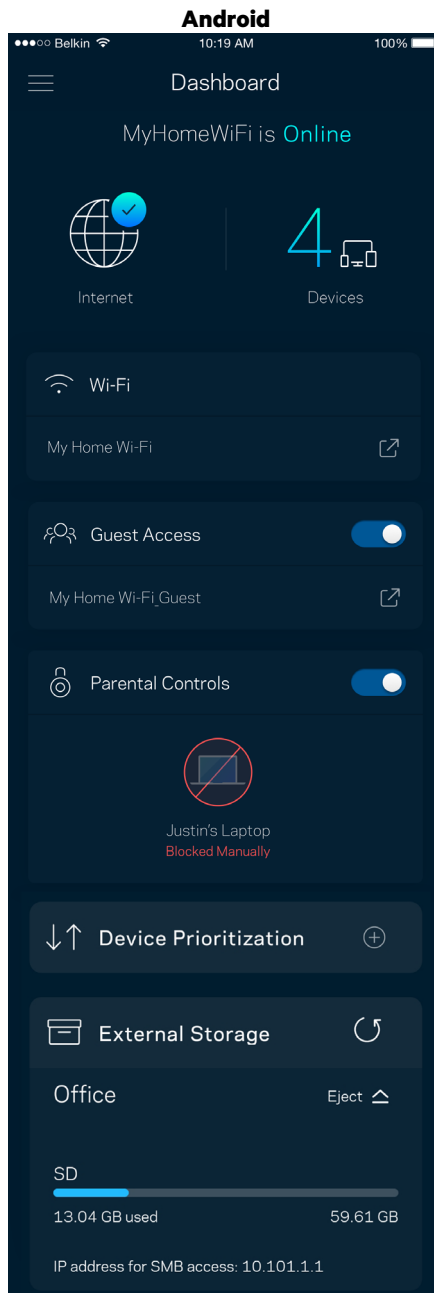 Android
Belkin 10:19 AM 100%
Dashboard
MyHomeWiFi is Online
4
Internet Devices
Wi-Fi
My Home Wi-Fi
Guest Access
My Home Wi-Fi_Guest
Parental Controls
Justin's Laptop
Blocked Manually
Device Prioritization
External Storage
Office Eject
SD
13.04 GB used 59.61 GB
IP address for SMB access: 10.101.1.1